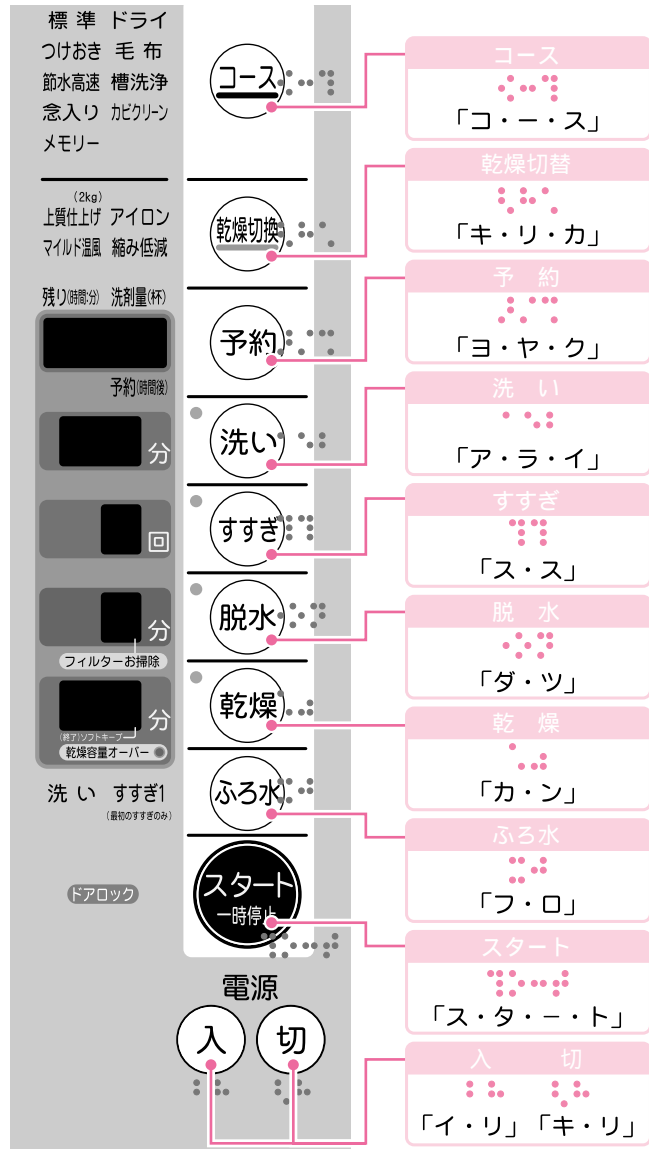 標準 ドライ
つけおき 毛布
節水高速 槽洗浄
念入り カビクリーン
メモリー
コース
(2kg)
上質仕上げ アイロン
マイルド温風 縮み低減
乾燥切換
残り(時間:分) 洗剤量(杯)
予約(時間後)
予約
分
洗い
回
すすぎ
分
フィルターお掃除
脱水
分
(終了)ソフトキープ
乾燥容量オーバー
乾燥
洗い すすぎ1
(最初のすすぎのみ)
ふろ水
ドアロック
スタート
一時停止
電源
入 切
コース
「コ・ー・ス」
乾燥切替
「キ・リ・カ」
予約
「ヨ・ヤ・ク」
洗い
「ア・ラ・イ」
すすぎ
「ス・ス」
脱水
「ダ・ツ」
乾燥
「カ・ン」
ふろ水
「フ・ロ」
スタート
「ス・タ・ー・ト」
入 切
「イ・リ」「キ・リ」